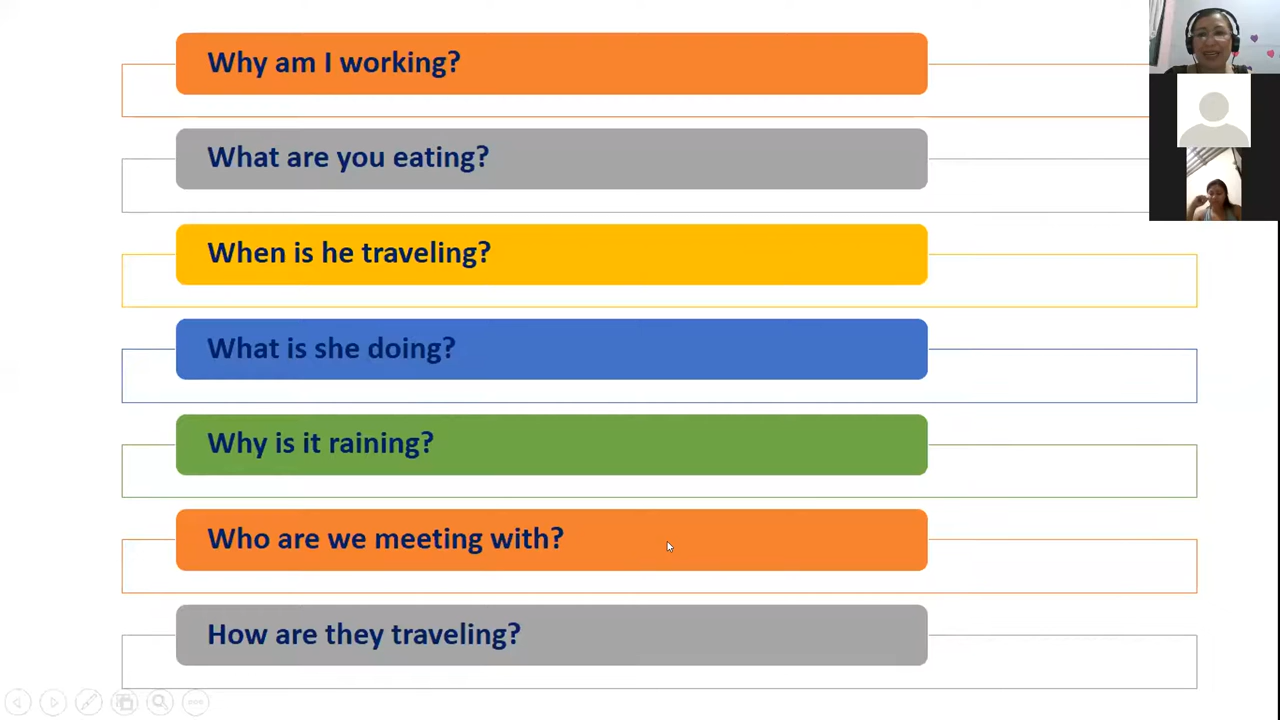 Why am I working?
What are you eating?
When is he traveling?
What is she doing?
Why is it raining?
Who are we meeting with?
How are they traveling?